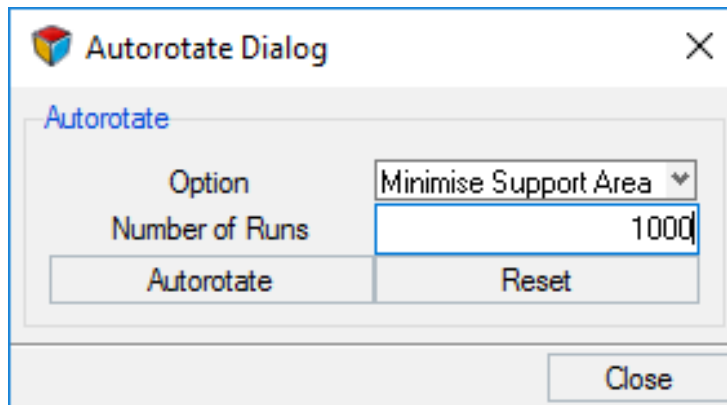 Autorotate Dialog
Autorotate
Option Minimise Support Area
Number of Runs 1000
Autorotate Reset
Close